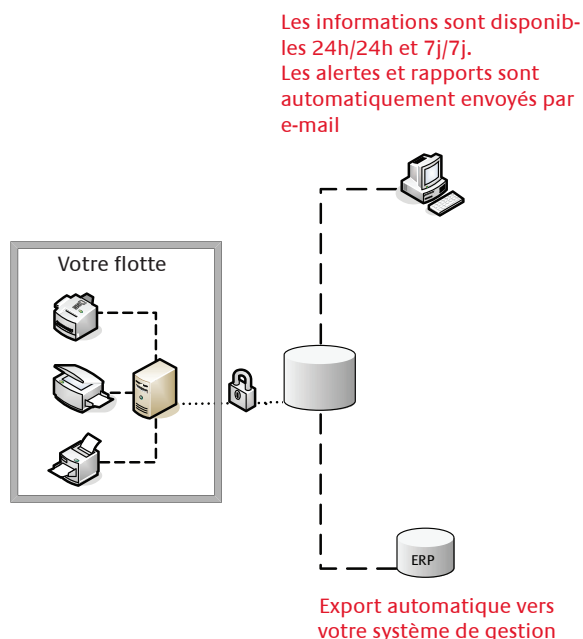 Les informations sont disponib-
les 24h/24h et 7j/7j.
Les alertes et rapports sont
automatiquement envoyés par
e-mail
Votre flotte
ERP
Export automatique vers
votre système de gestion